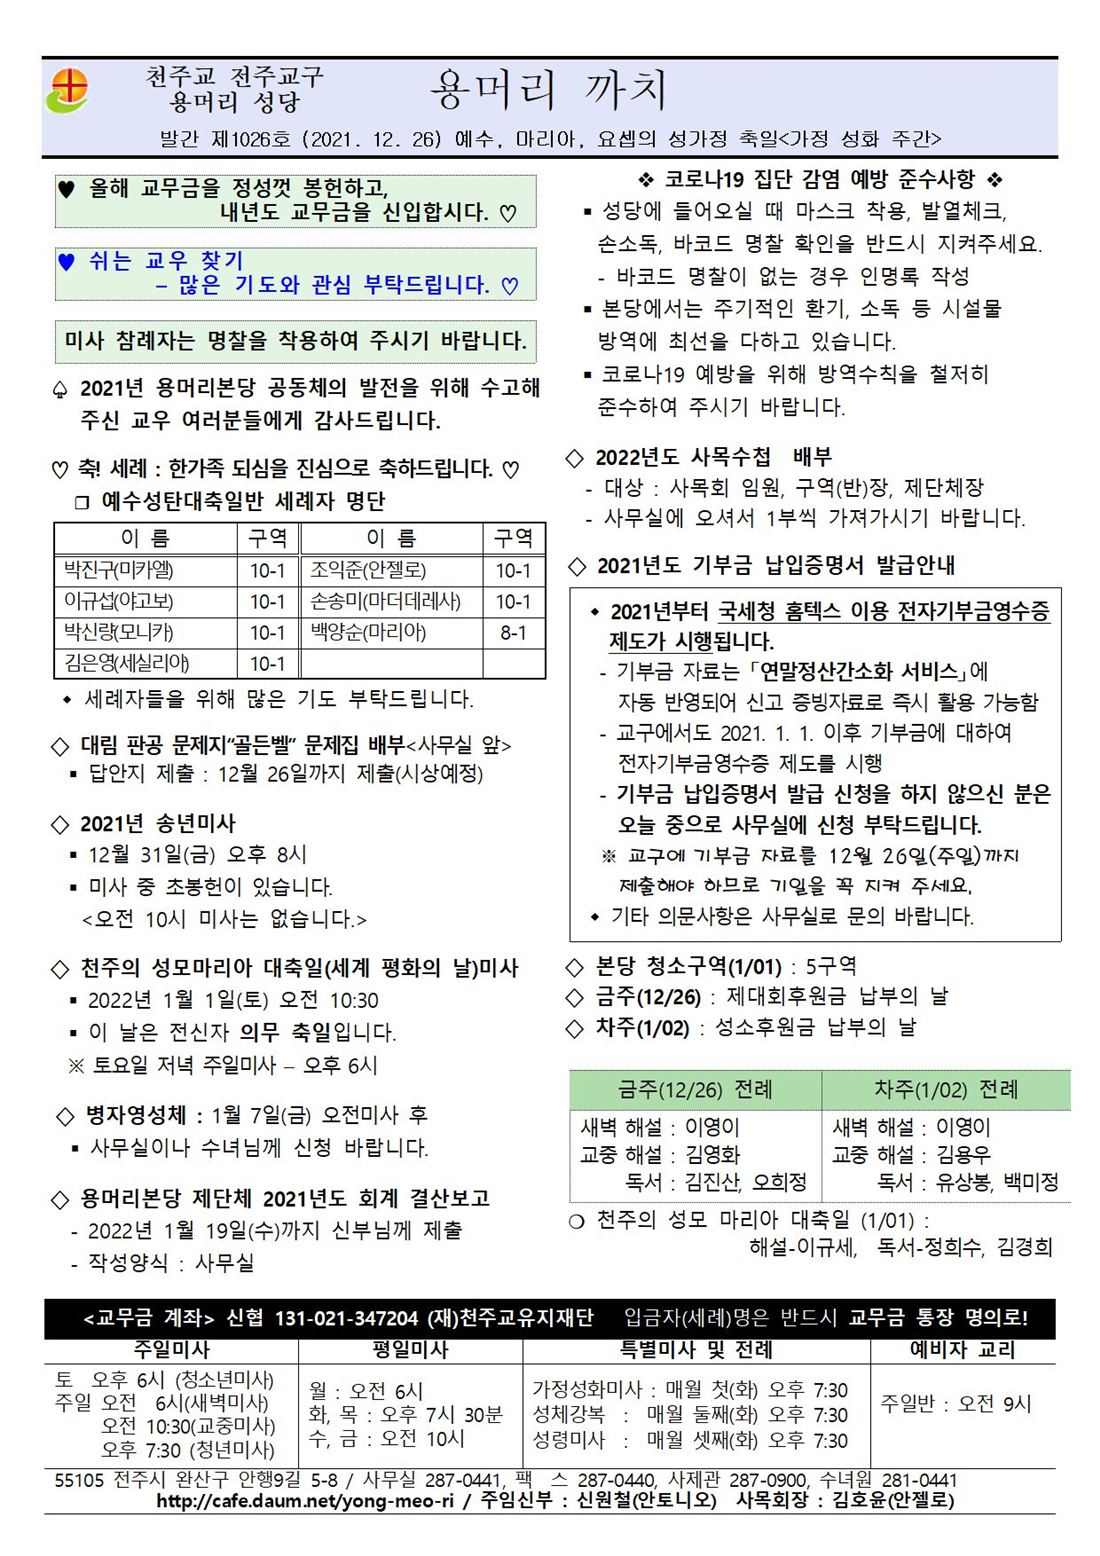 천주교 전주교구
용머리 성당
용머리 까치
발간 제1026호 (2021. 12. 26) 예수, 마리아, 요셉의 성가정 축일<가정 성화 주간>
♥ 올해 교무금을 정성껏 봉헌하고,
내년도 교무금을 신입합시다. ♡
♥ 쉬는 교우 찾기
– 많은 기도와 관심 부탁드립니다. ♡
미사 참례자는 명찰을 착용하여 주시기 바랍니다.
♤ 2021년 용머리본당 공동체의 발전을 위해 수고해
주신 교우 여러분들에게 감사드립니다.
♡ 축! 세례 : 한가족 되심을 진심으로 축하드립니다. ♡
❒ 예수성탄대축일반 세례자 명단
이 름 구역 이 름 구역
박진구(미카엘) 10-1 조익준(안젤로) 10-1
이규섭(야고보) 10-1 손송미(마더데레사) 10-1
박신량(모니카) 10-1 백양순(마리아) 8-1
김은영(세실리아) 10-1
◆ 세례자들을 위해 많은 기도 부탁드립니다.
◇ 대림 판공 문제지“골든벨” 문제집 배부<사무실 앞>
▪ 답안지 제출 : 12월 26일까지 제출(시상예정)
◇ 2021년 송년미사
▪ 12월 31일(금) 오후 8시
▪ 미사 중 초봉헌이 있습니다.
<오전 10시 미사는 없습니다.>
◇ 천주의 성모마리아 대축일(세계 평화의 날)미사
▪ 2022년 1월 1일(토) 오전 10:30
▪ 이 날은 전신자 의무 축일입니다.
※ 토요일 저녁 주일미사 – 오후 6시
◇ 병자영성체 : 1월 7일(금) 오전미사 후
▪ 사무실이나 수녀님께 신청 바랍니다.
◇ 용머리본당 제단체 2021년도 회계 결산보고
- 2022년 1월 19일(수)까지 신부님께 제출
- 작성양식 : 사무실
❖ 코로나19 집단 감염 예방 준수사항 ❖
▪ 성당에 들어오실 때 마스크 착용, 발열체크,
손소독, 바코드 명찰 확인을 반드시 지켜주세요.
- 바코드 명찰이 없는 경우 인명록 작성
▪ 본당에서는 주기적인 환기, 소독 등 시설물
방역에 최선을 다하고 있습니다.
▪ 코로나19 예방을 위해 방역수칙을 철저히
준수하여 주시기 바랍니다.
◇ 2022년도 사목수첩 배부
- 대상 : 사목회 임원, 구역(반)장, 제단체장
- 사무실에 오셔서 1부씩 가져가시기 바랍니다.
◇ 2021년도 기부금 납입증명서 발급안내
◆ 2021년부터 국세청 홈텍스 이용 전자기부금영수증
제도가 시행됩니다.
- 기부금 자료는 「연말정산간소화 서비스」에
자동 반영되어 신고 증빙자료로 즉시 활용 가능함
- 교구에서도 2021. 1. 1. 이후 기부금에 대하여
전자기부금영수증 제도를 시행
- 기부금 납입증명서 발급 신청을 하지 않으신 분은
오늘 중으로 사무실에 신청 부탁드립니다.
※ 교구에 기부금 자료를 12월 26일(주일)까지
제출해야 하므로 기일을 꼭 지켜 주세요.
◆ 기타 의문사항은 사무실로 문의 바랍니다.
◇ 본당 청소구역(1/01) : 5구역
◇ 금주(12/26) : 제대회후원금 납부의 날
◇ 차주(1/02) : 성소후원금 납부의 날
금주(12/26) 전례 차주(1/02) 전례
새벽 해설 : 이영이 새벽 해설 : 이영이
교중 해설 : 김영화 교중 해설 : 김용우
독서 : 김진산, 오희정 독서 : 유상봉, 백미정
❍ 천주의 성모 마리아 대축일 (1/01) :
해설-이규세, 독서-정희수, 김경희
<교무금 계좌> 신협 131-021-347204 (재)천주교유지재단 입금자(세례)명은 반드시 교무금 통장 명의로!
주일미사 평일미사 특별미사 및 전례 예비자 교리
토 오후 6시 (청소년미사)
주일 오전 6시(새벽미사)
오전 10:30(교중미사)
오후 7:30 (청년미사)
월 : 오전 6시
화, 목 : 오후 7시 30분
수, 금 : 오전 10시
가정성화미사 : 매월 첫(화) 오후 7:30
성체강복 : 매월 둘째(화) 오후 7:30
성령미사 : 매월 셋째(화) 오후 7:30
주일반 : 오전 9시
55105 전주시 완산구 안행9길 5-8 / 사무실 287-0441, 팩 스 287-0440, 사제관 287-0900, 수녀원 281-0441
http://cafe.daum.net/yong-meo-ri / 주임신부 : 신원철(안토니오) 사목회장 : 김호윤(안젤로)